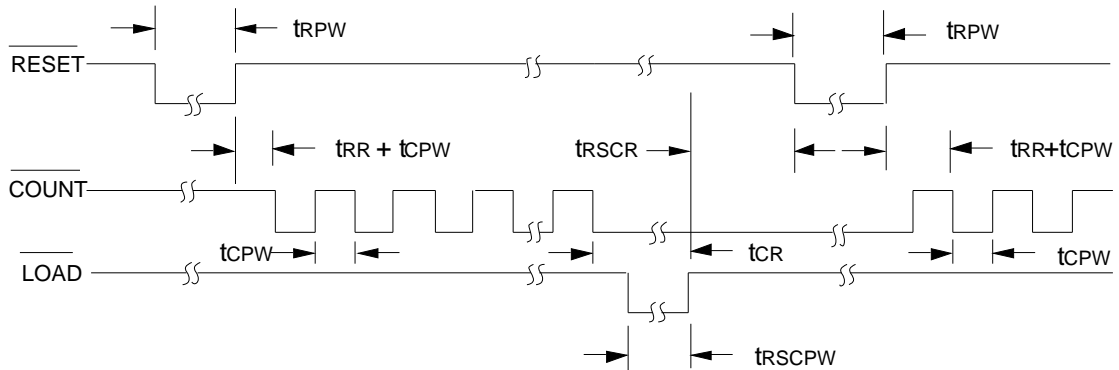 tRPW
tRPW
RESET
tRR + tCPW
tRSCR
tRR+tCPW
COUNT
tCPW
tCR
tCPW
LOAD
tRSCPW